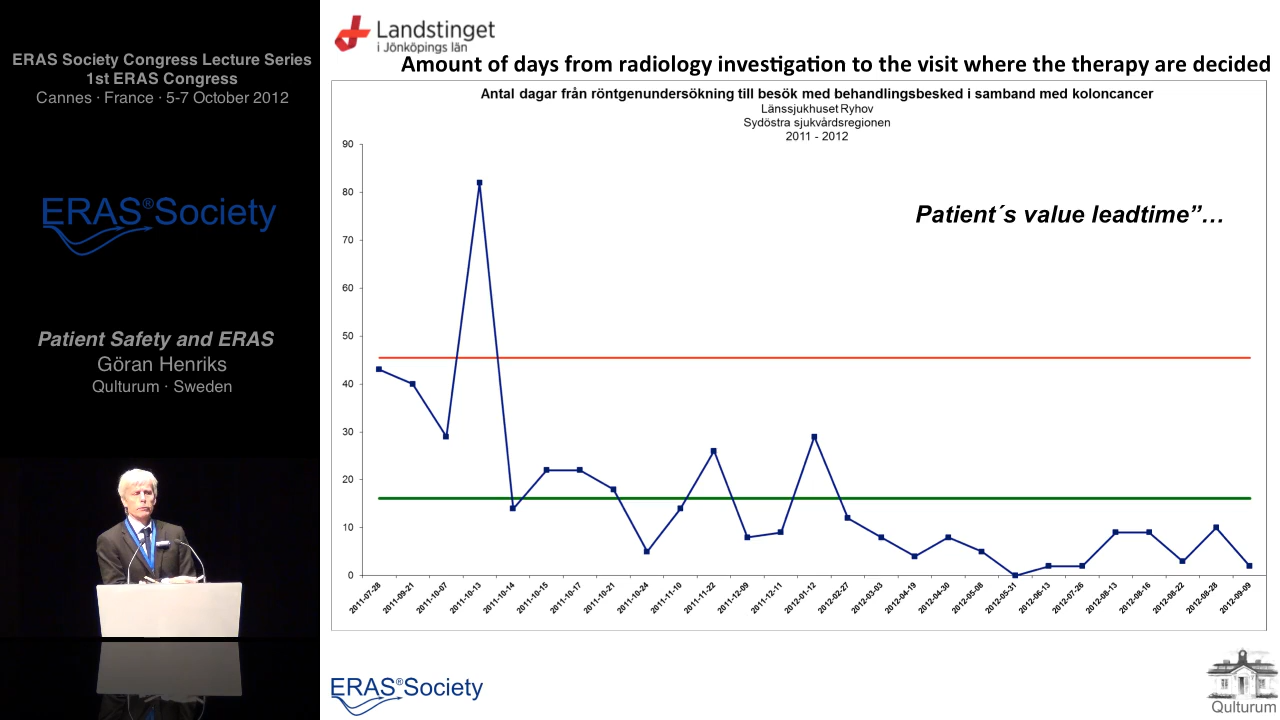 ERAS Society Congress Lecture Series
1st ERAS Congress
Cannes · France · 5-7 October 2012
ERAS®Society
Patient Safety and ERAS
Göran Henriks
Qulturum · Sweden
Landstinget
i Jönköpings län
Amount of days from radiology investigation to the visit where the therapy are decided
Antal dagar från röntgenundersökning till besök med behandlingsbesked i samband med koloncancer
Länssjukhuset Ryhov
Sydöstra sjukvårdsregionen
2011 - 2012
Patient´s value leadtime”…
90
80
70
60
50
40
30
20
10
0
2011-07-28
2011-09-21
2011-10-07
2011-10-13
2011-10-14
2011-10-15
2011-10-17
2011-10-21
2011-10-24
2011-11-10
2011-11-22
2011-12-09
2011-12-11
2012-01-12
2012-02-27
2012-03-03
2012-04-19
2012-04-30
2012-05-08
2012-05-31
2012-06-13
2012-07-26
2012-08-13
2012-08-16
2012-08-22
2012-08-28
2012-09-09
ERAS®Society
Qulturum